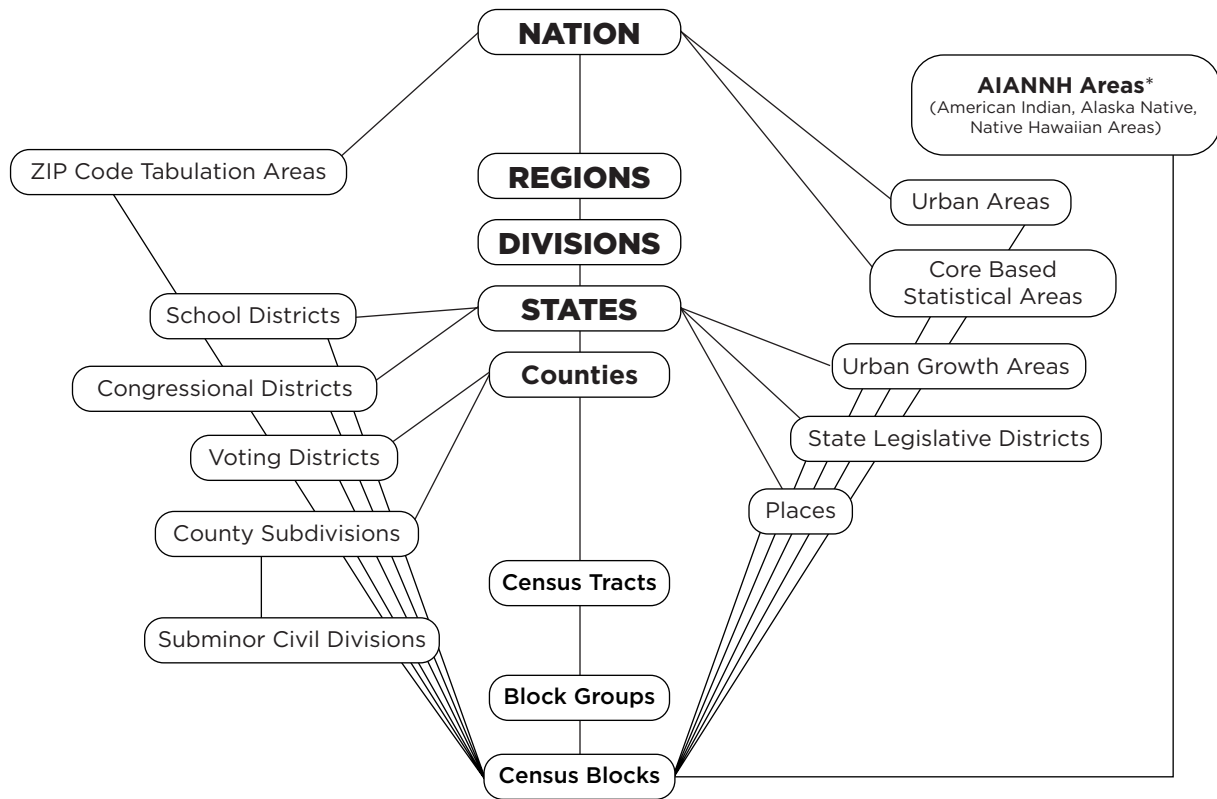 NATION
AIANNH Areas*
(American Indian, Alaska Native,
Native Hawaiian Areas)
ZIP Code Tabulation Areas
REGIONS
Urban Areas
DIVISIONS
Core Based
Statistical Areas
School Districts
STATES
Urban Growth Areas
Congressional Districts
Counties
State Legislative Districts
Voting Districts
Places
County Subdivisions
Census Tracts
Subminor Civil Divisions
Block Groups
Census Blocks